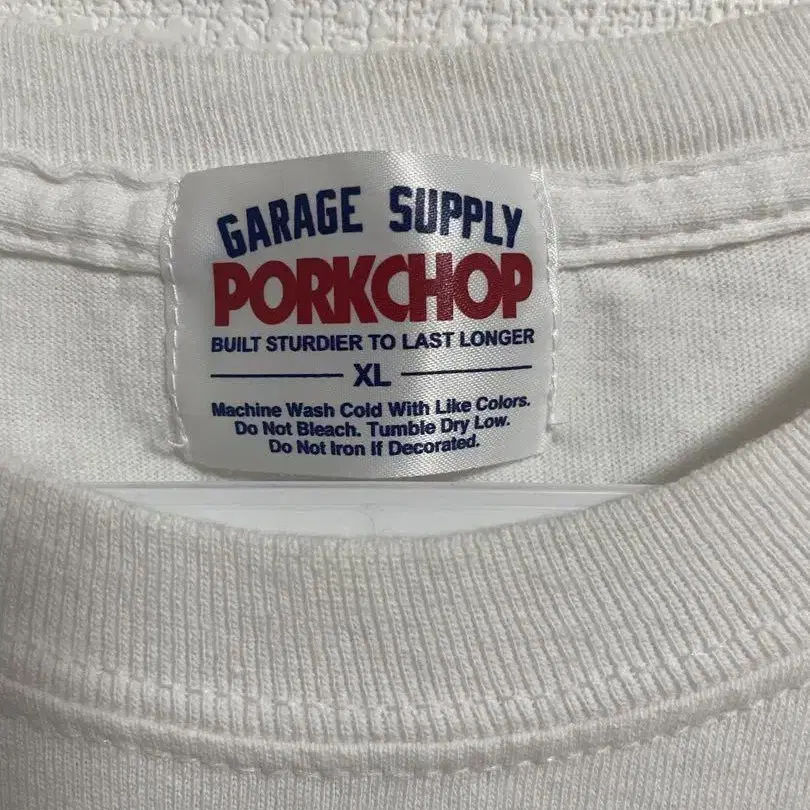 GARAGE SUPPLY
PORKCHOP
BUILT STURDIER TO LAST LONGER
XL
Machine Wash Cold With Like Colors.
Do Not Bleach. Tumble Dry Low.
Do Not Iron If Decorated.